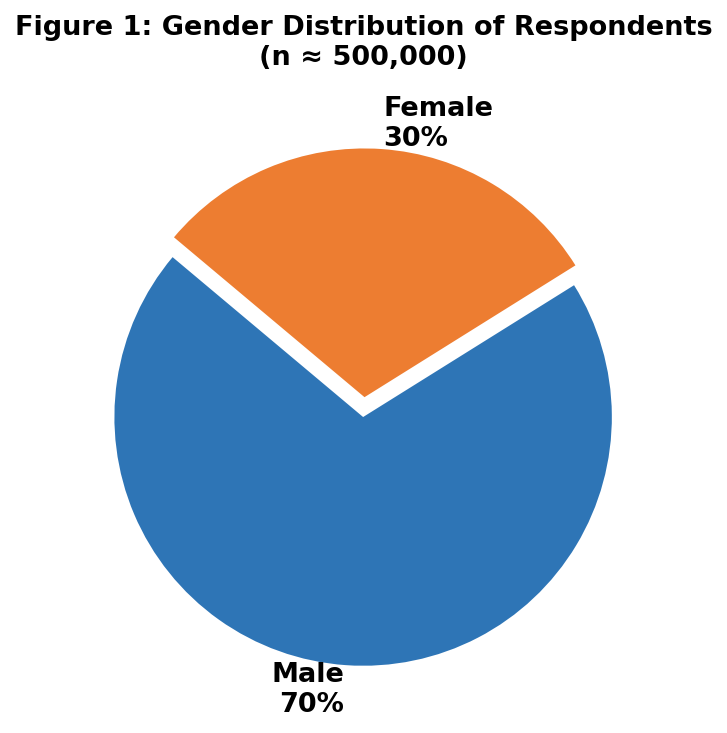 Figure 1: Gender Distribution of Respondents
(n ≈ 500,000)
Female
30%
Male
70%